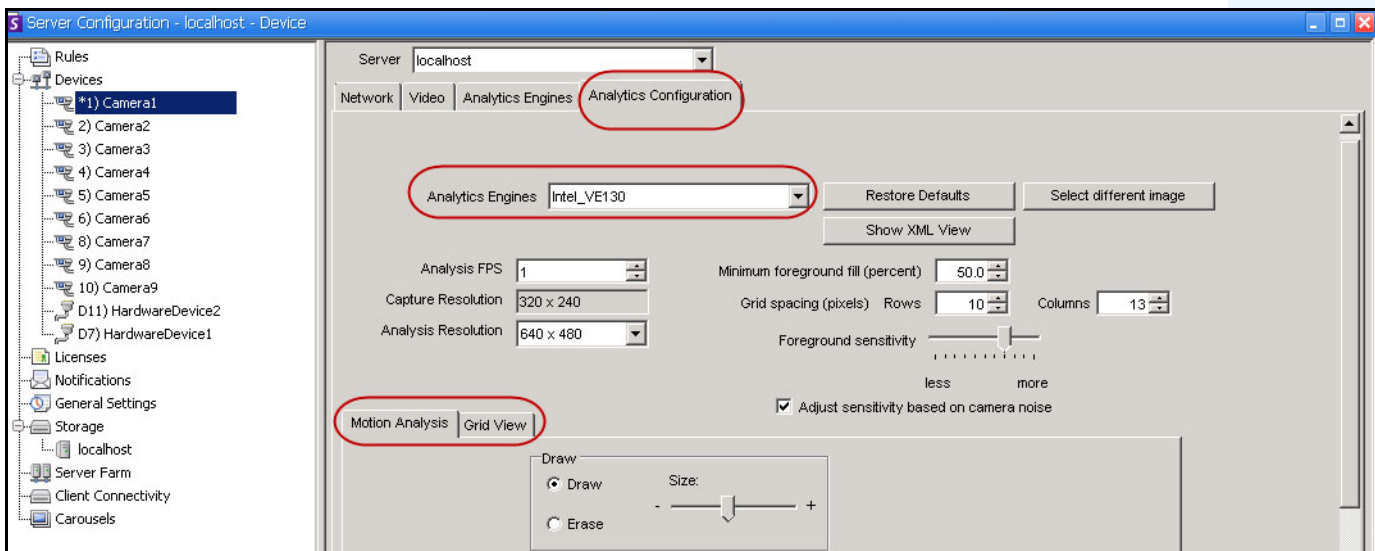 Server Configuration - localhost - Device
Rules
Devices
*1) Camera1
2) Camera2
3) Camera3
4) Camera4
5) Camera5
6) Camera6
8) Camera7
9) Camera8
10) Camera9
D11) HardwareDevice2
D7) HardwareDevice1
Licenses
Notifications
General Settings
Storage
localhost
Server Farm
Client Connectivity
Carousels
Server localhost
Network Video Analytics Engines Analytics Configuration
Analytics Engines Intel_VE130 Restore Defaults Select different image
Show XML View
Analysis FPS 1 Minimum foreground fill (percent) 50.0
Capture Resolution 320 x 240 Grid spacing (pixels) Rows 10 Columns 13
Analysis Resolution 640 x 480 Foreground sensitivity
less more
Adjust sensitivity based on camera noise
Motion Analysis Grid View
Draw
Draw Size:
- +
Erase